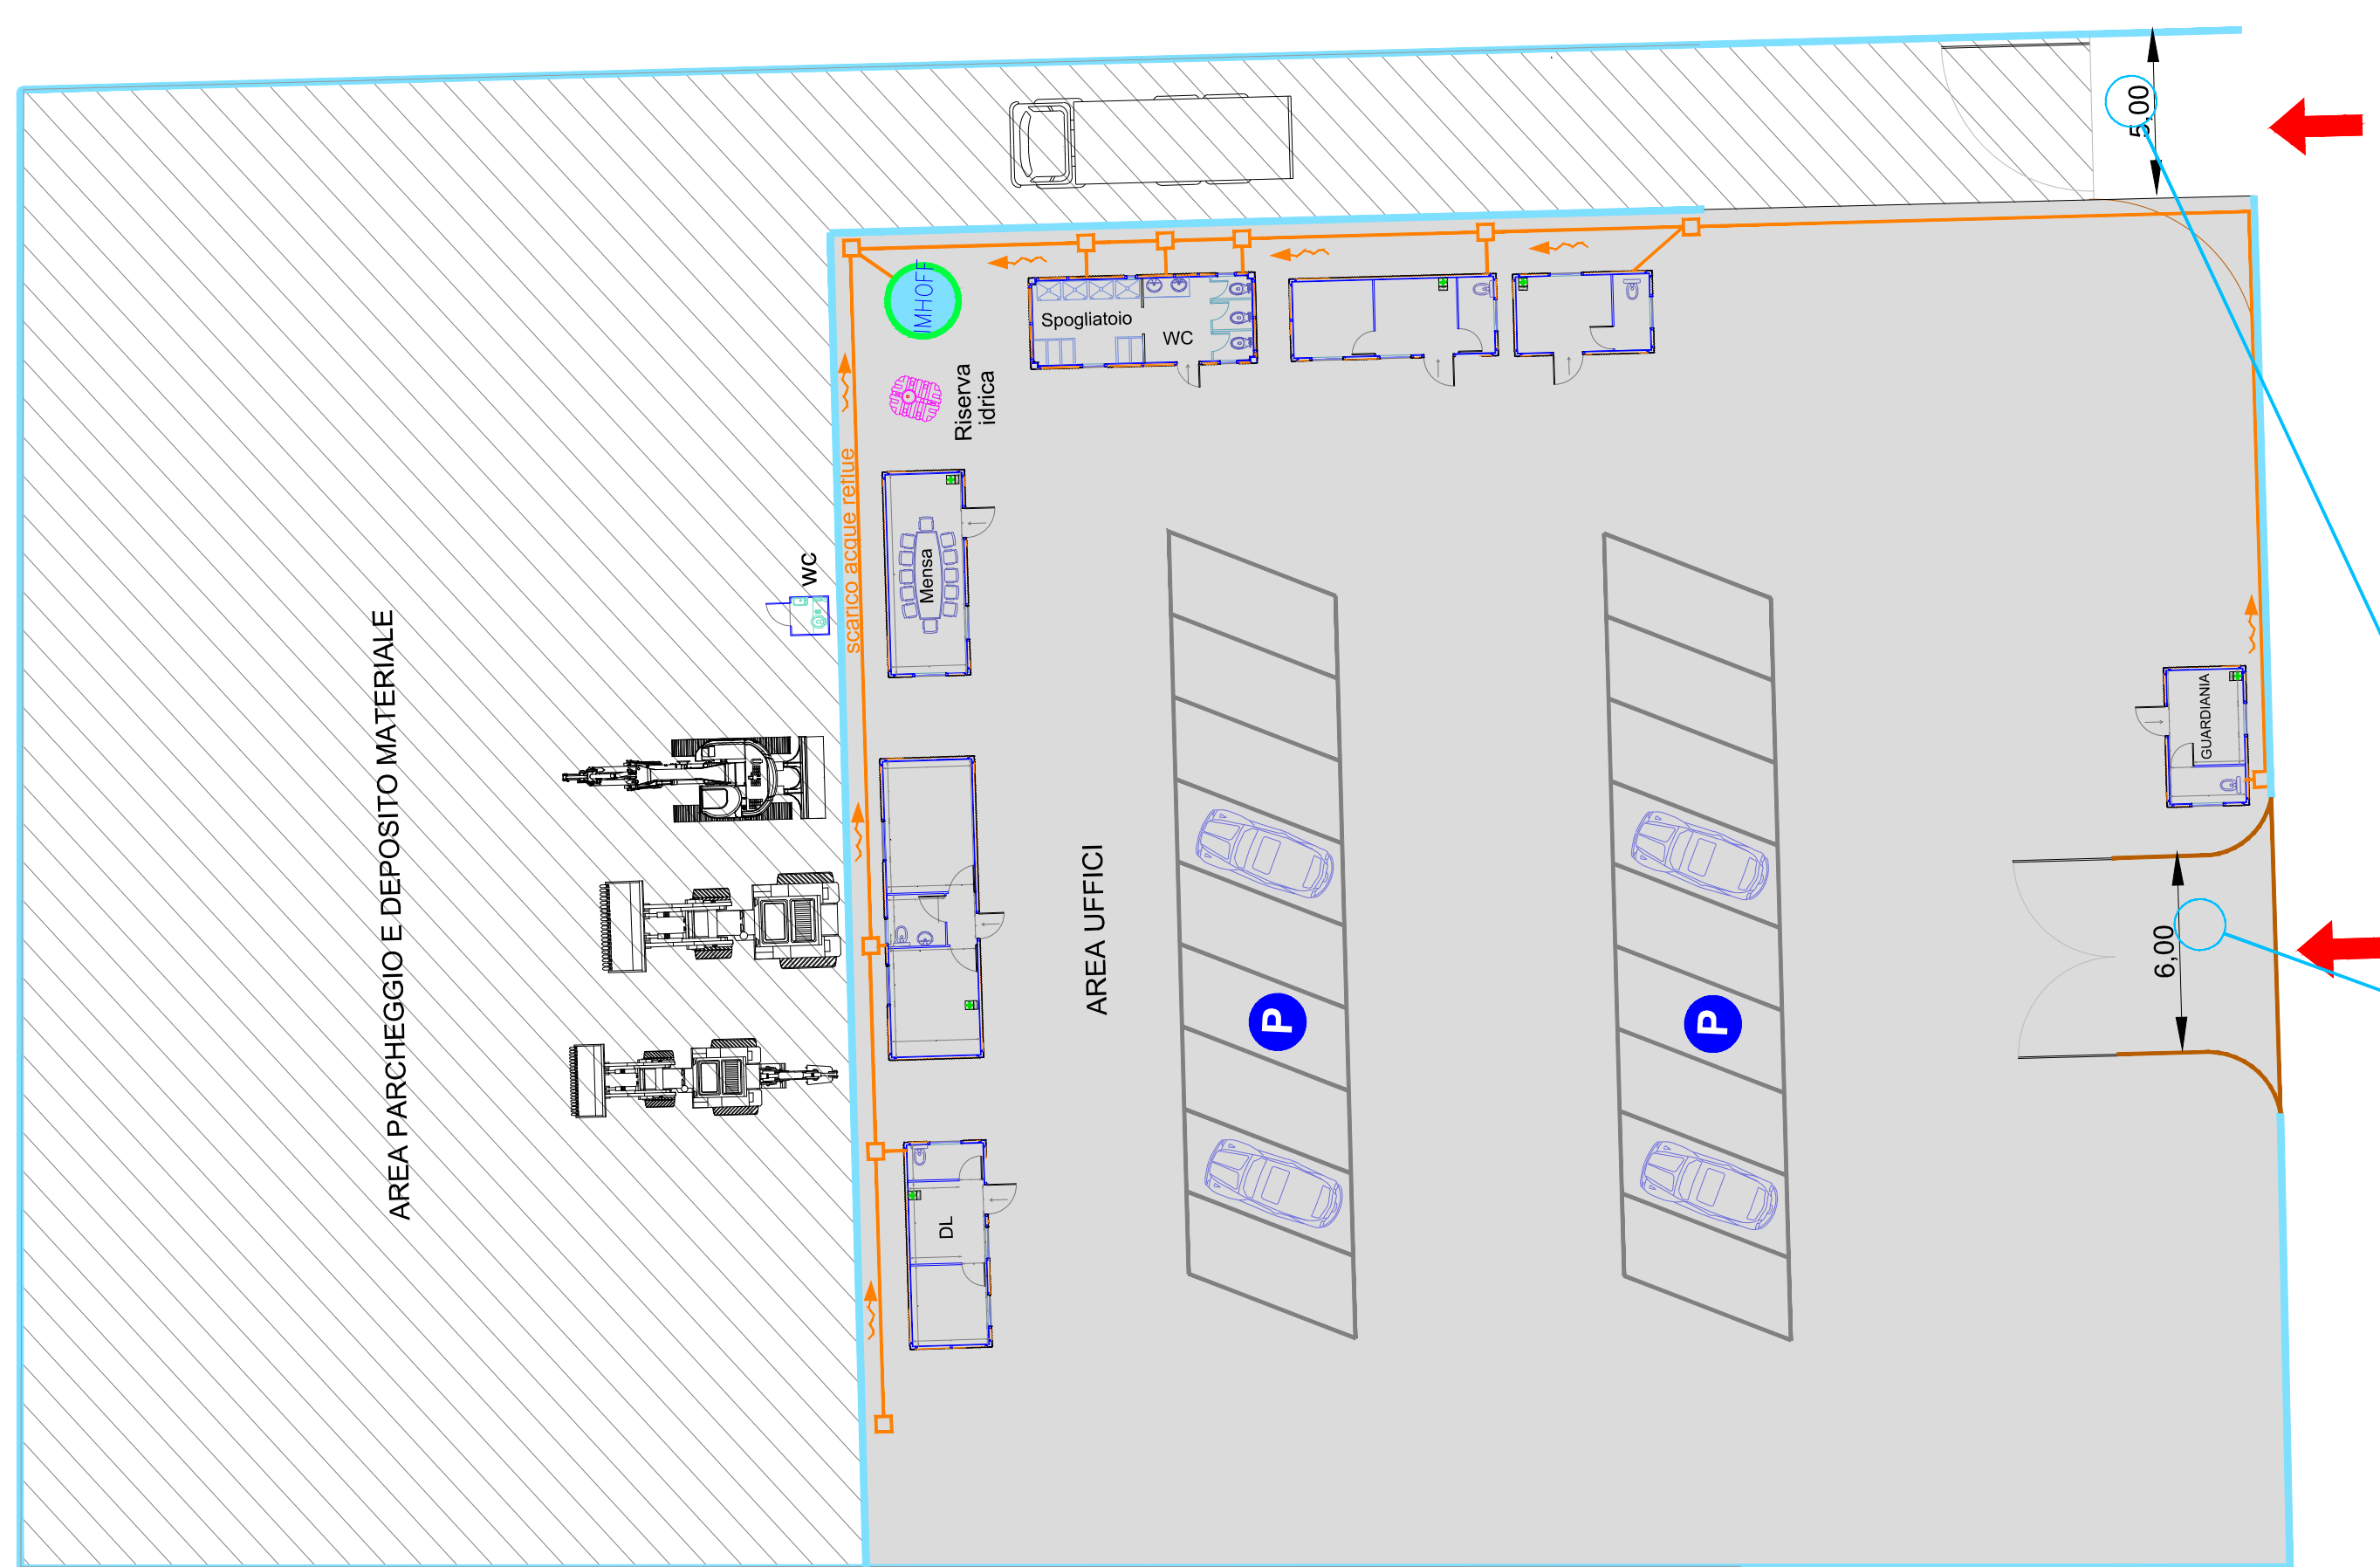 5,00
IMHOFF
Spogliatoio
WC
Riserva
idrica
scarico acque reflue
Mensa
WC
AREA PARCHEGGIO E DEPOSITO MATERIALE
AREA UFFICI
GUARDIANIA
6,00
P
P
DL